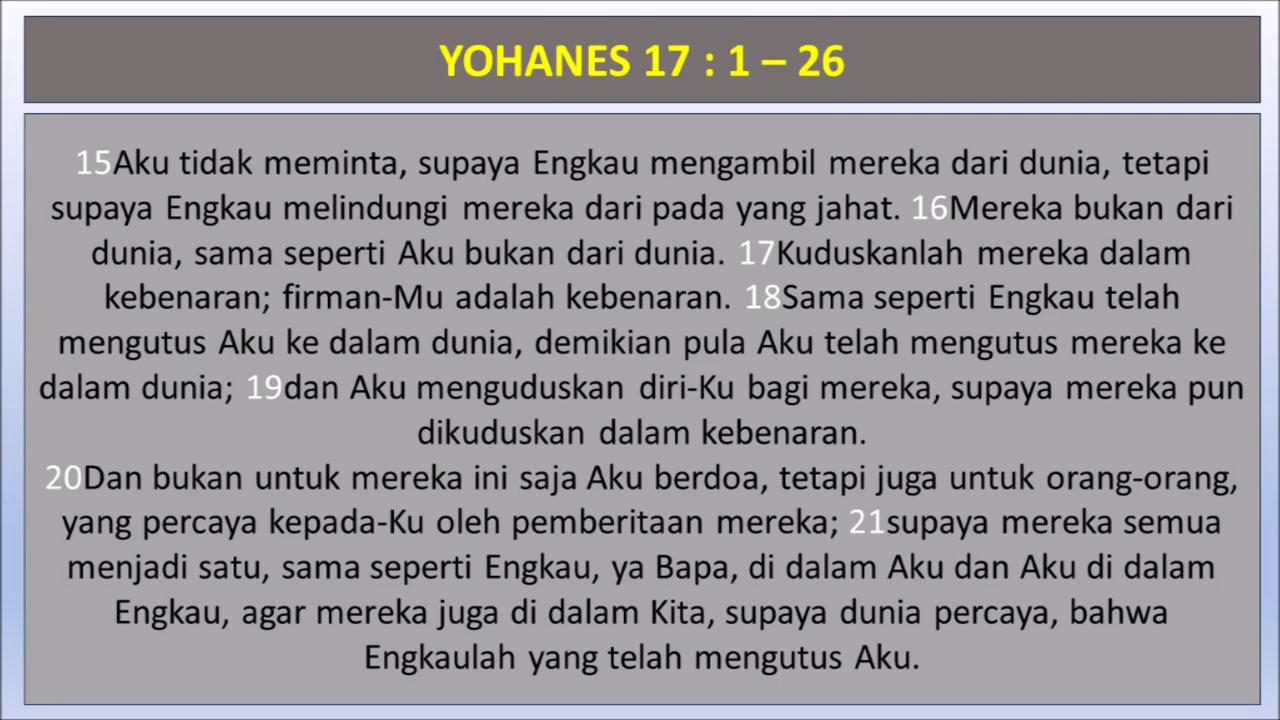 YOHANES 17 : 1 – 26
15Aku tidak meminta, supaya Engkau mengambil mereka dari dunia, tetapi
supaya Engkau melindungi mereka dari pada yang jahat. 16Mereka bukan dari
dunia, sama seperti Aku bukan dari dunia. 17Kuduskanlah mereka dalam
kebenaran; firman-Mu adalah kebenaran. 18Sama seperti Engkau telah
mengutus Aku ke dalam dunia, demikian pula Aku telah mengutus mereka ke
dalam dunia; 19dan Aku menguduskan diri-Ku bagi mereka, supaya mereka pun
dikuduskan dalam kebenaran.
20Dan bukan untuk mereka ini saja Aku berdoa, tetapi juga untuk orang-orang,
yang percaya kepada-Ku oleh pemberitaan mereka; 21supaya mereka semua
menjadi satu, sama seperti Engkau, ya Bapa, di dalam Aku dan Aku di dalam
Engkau, agar mereka juga di dalam Kita, supaya dunia percaya, bahwa
Engkaulah yang telah mengutus Aku.